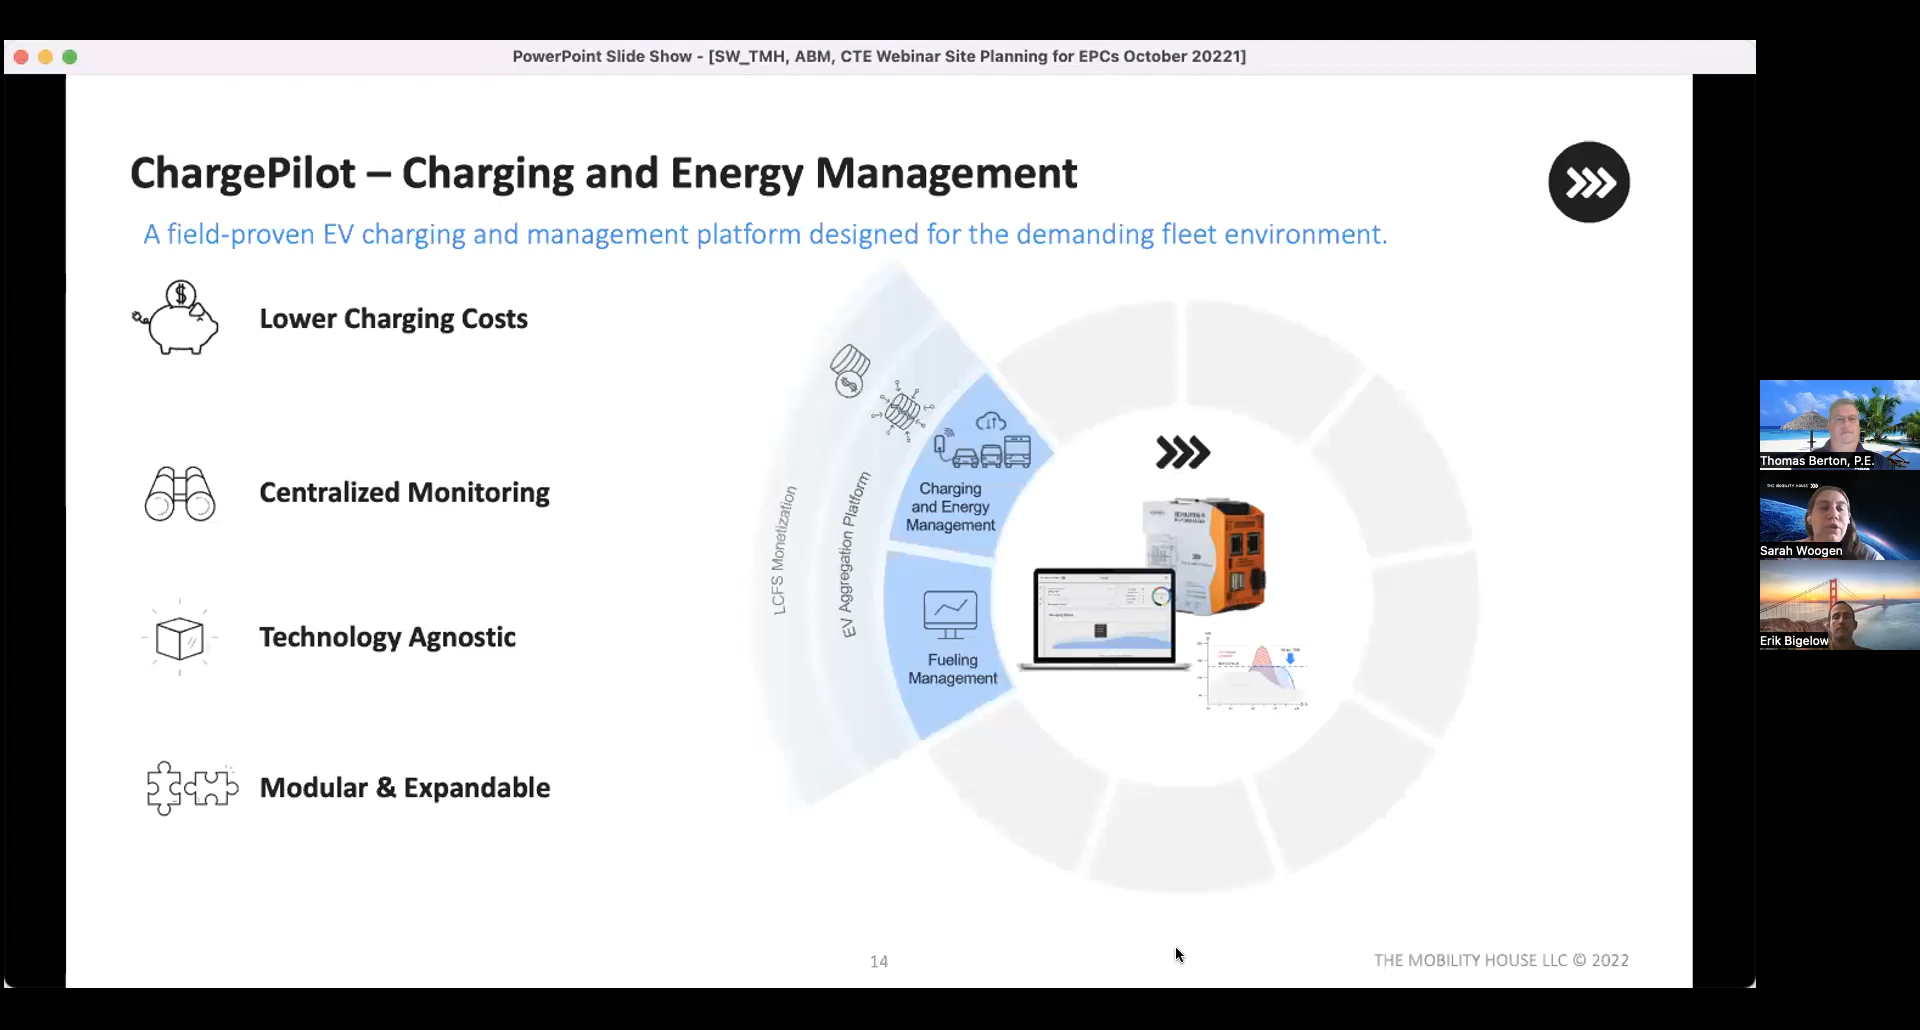 PowerPoint Slide Show - [SW_TMH, ABM, CTE Webinar Site Planning for EPCs October 20221]
ChargePilot – Charging and Energy Management
A field-proven EV charging and management platform designed for the demanding fleet environment.
Lower Charging Costs
Centralized Monitoring
Technology Agnostic
Modular & Expandable
LCFS Monetization
EV Aggregation Platform
Charging
and Energy
Management
Fueling
Management
14
THE MOBILITY HOUSE LLC © 2022
Thomas Berton, P.E.
THE MOBILITY HOUSE
Sarah Woogen
Erik Bigelow